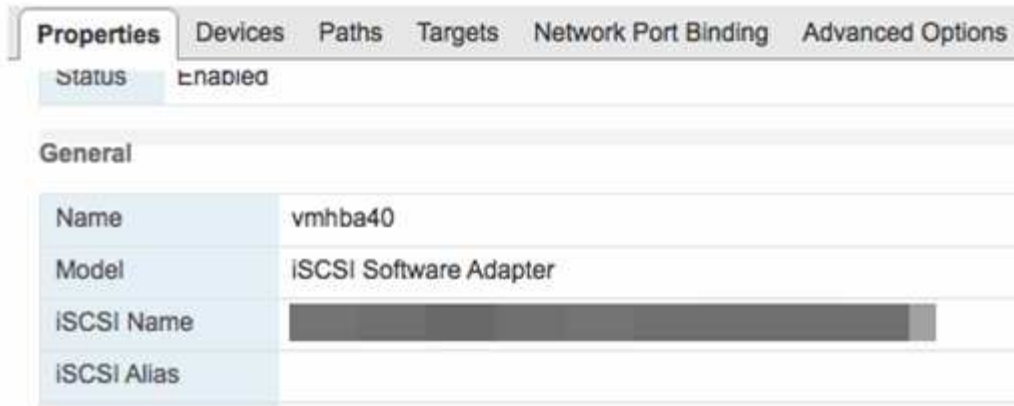 Properties Devices Paths Targets Network Port Binding Advanced Options
Status Enabled
General
Name vmhba40
Model iSCSI Software Adapter
iSCSI Name
iSCSI Alias